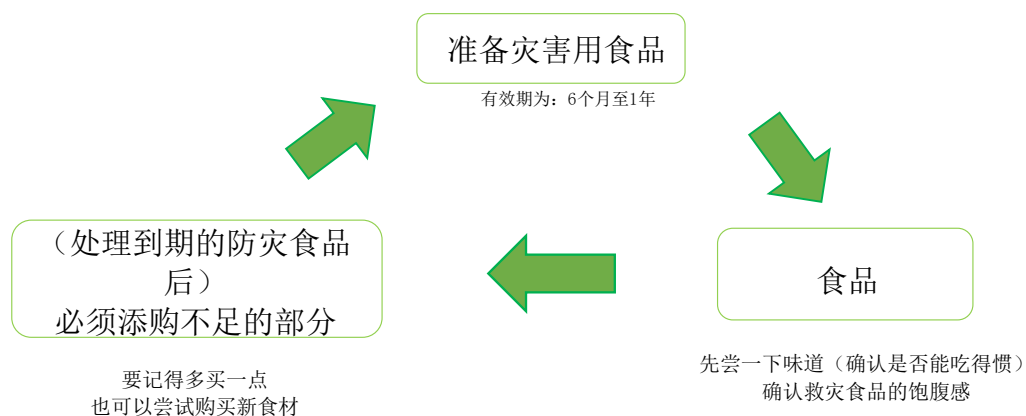 准备灾害用食品
有效期为：6个月至1年
（处理到期的防灾食品
后）
必须添购不足的部分
食品
先尝一下味道（确认是否能吃得惯）
确认救灾食品的饱腹感
要记得多买一点
也可以尝试购买新食材